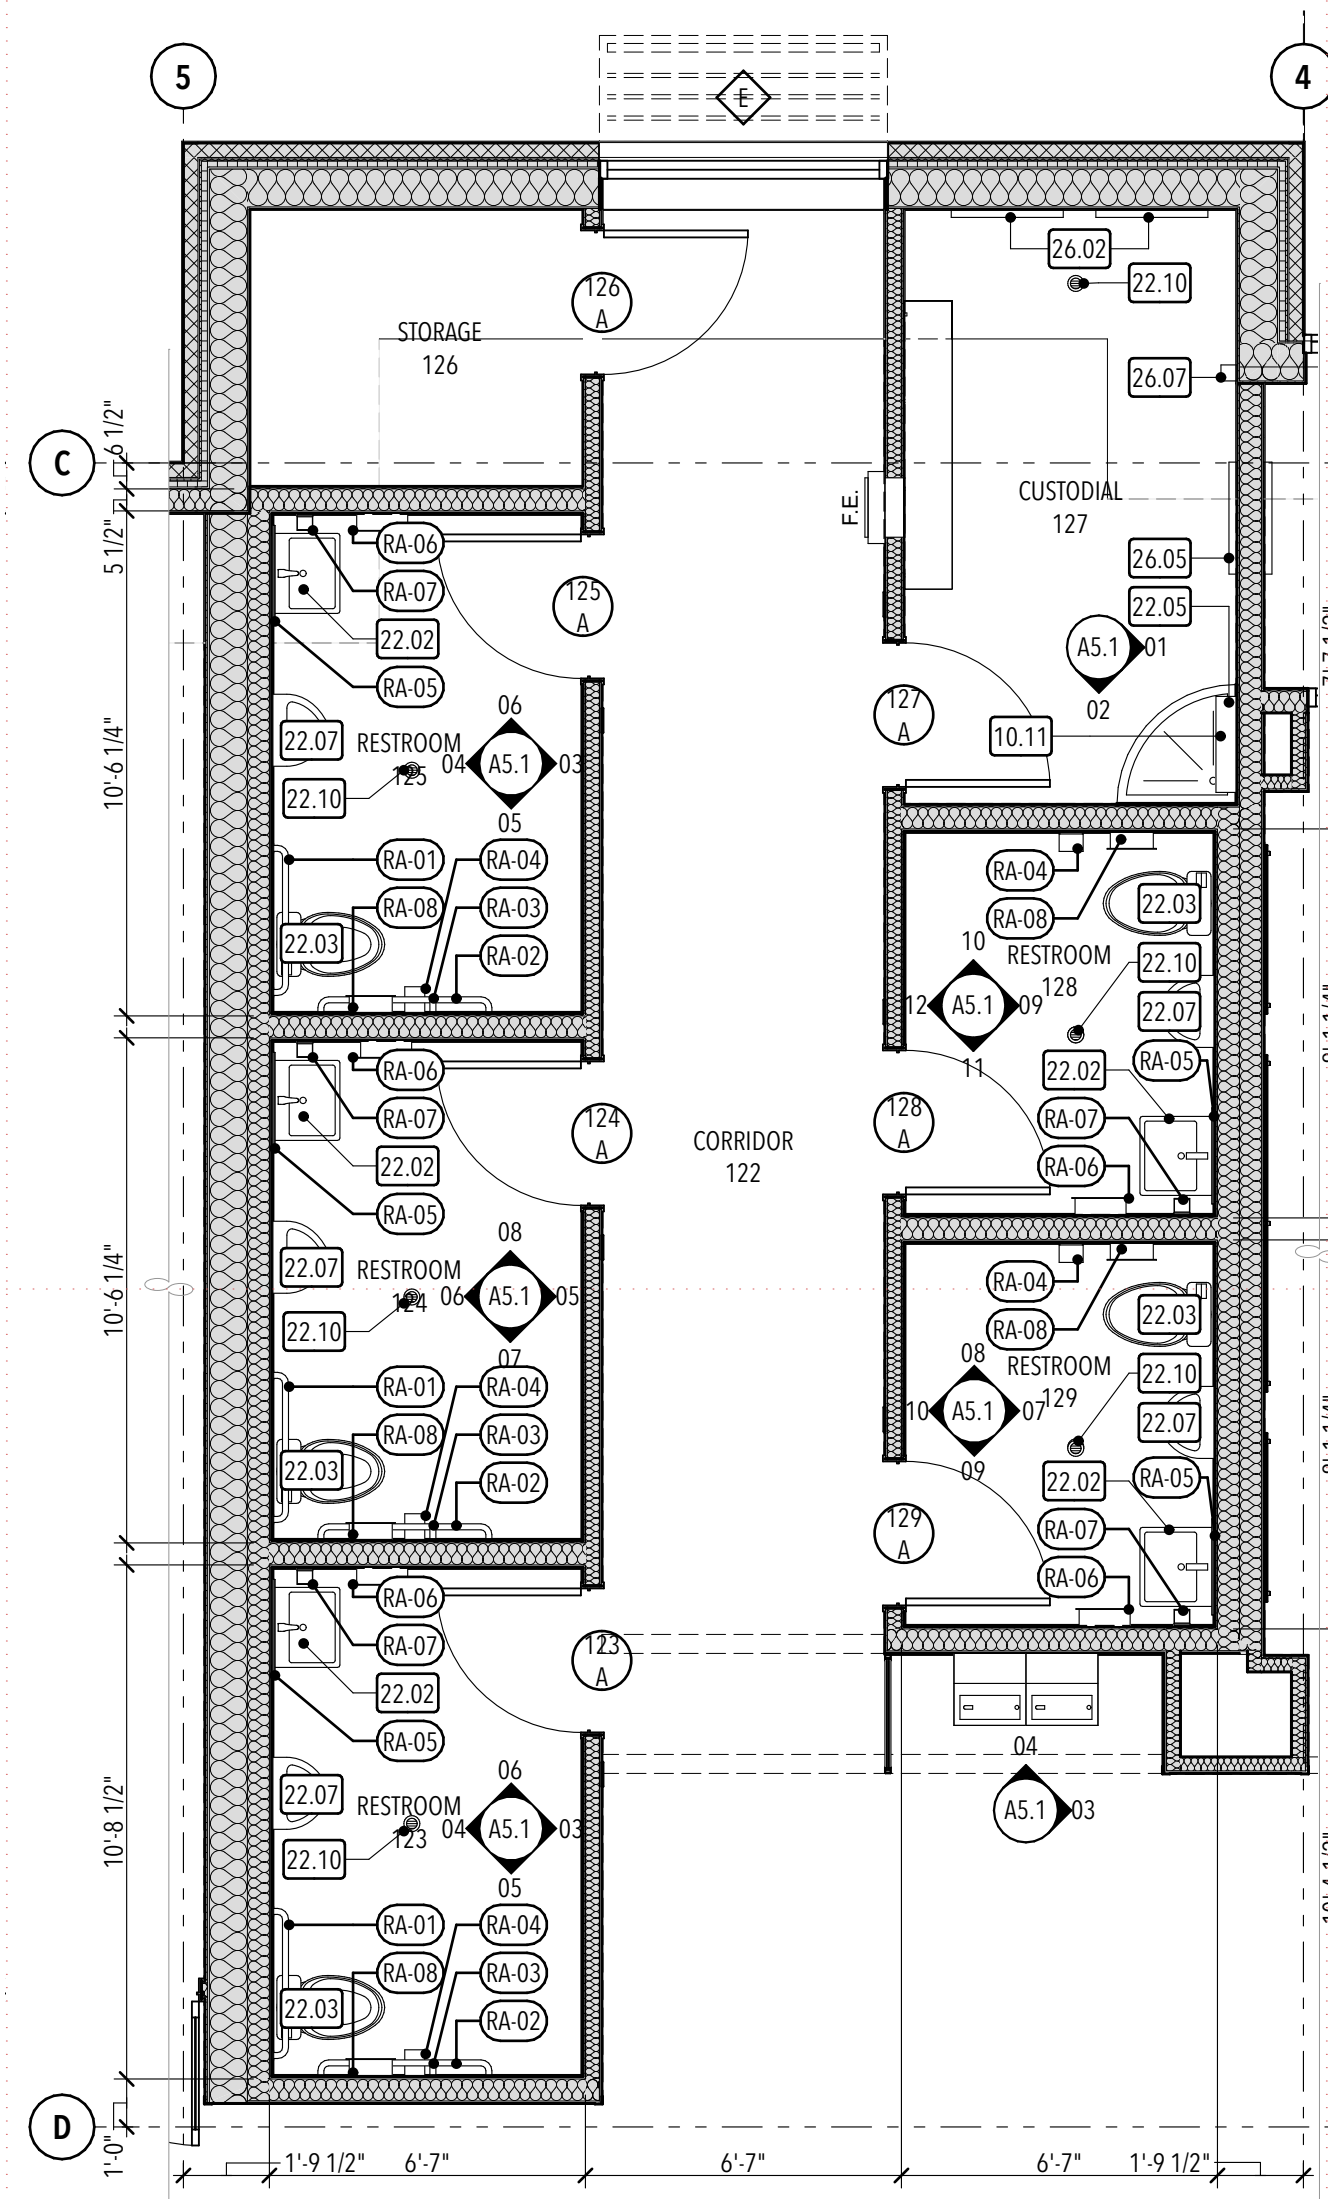 5
4
E
26.02
22.10
126
A
STORAGE
126
26.07
6 1/2"
C
CUSTODIAL
127
F.E.
5 1/2"
RA-06
RA-07
22.02
RA-05
125
A
26.05
22.05
A5.1
01
02
127
A
10.11
10'-6 1/4"
22.07
RESTROOM
125
22.10
06
04
A5.1
03
05
RA-01
RA-04
RA-08
RA-03
22.03
RA-02
RA-04
RA-08
22.03
10
RESTROOM
128
22.10
12
A5.1
09
22.07
11
22.02
RA-05
RA-07
RA-06
128
A
RA-06
RA-07
22.02
RA-05
124
A
CORRIDOR
122
10'-6 1/4"
22.07
RESTROOM
124
22.10
08
06
A5.1
05
07
RA-01
RA-04
RA-08
RA-03
22.03
RA-02
RA-04
RA-08
22.03
08
RESTROOM
129
22.10
10
A5.1
07
22.07
09
22.02
RA-05
RA-07
RA-06
129
A
RA-06
RA-07
22.02
RA-05
123
A
10'-8 1/2"
22.07
RESTROOM
123
22.10
06
04
A5.1
03
05
04
A5.1
03
RA-01
RA-04
RA-08
RA-03
22.03
RA-02
D
1'-0"
1'-9 1/2"
6'-7"
6'-7"
6'-7"
1'-9 1/2"